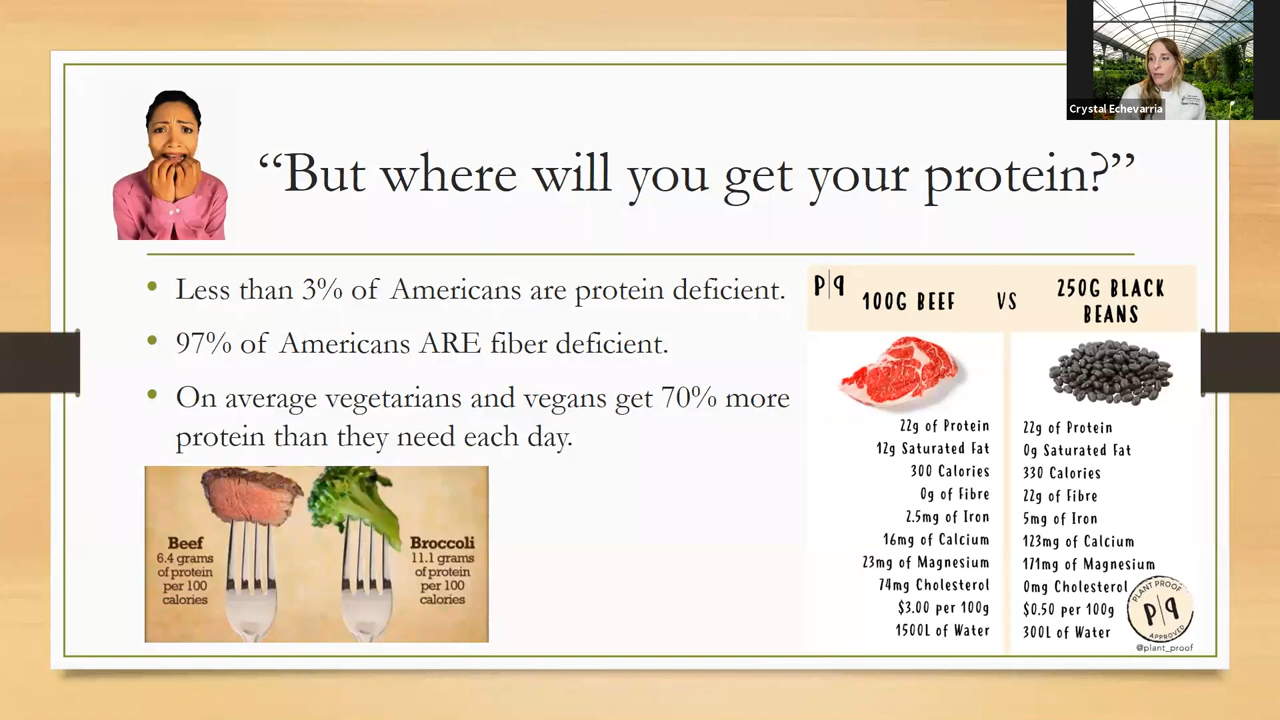 Crystal Echevarria
“But where will you get your protein?”
• Less than 3% of Americans are protein deficient.
• 97% of Americans ARE fiber deficient.
• On average vegetarians and vegans get 70% more
protein than they need each day.
Beef
6.4 grams
of protein
per 100
calories
Broccoli
11.1 grams
of protein
per 100
calories
P|q
100G BEEF
VS
250G BLACK
BEANS
22g of Protein
12g Saturated Fat
300 Calories
0g of Fibre
2.5mg of Iron
16mg of Calcium
23mg of Magnesium
74mg Cholesterol
$3.00 per 100g
1500L of Water
22g of Protein
0g Saturated Fat
330 Calories
22g of Fibre
5mg of Iron
123mg of Calcium
171mg of Magnesium
0mg Cholesterol
$0.50 per 100g
300L of Water
PLANT PROOF
P|q
APPROVED
@plant_proof